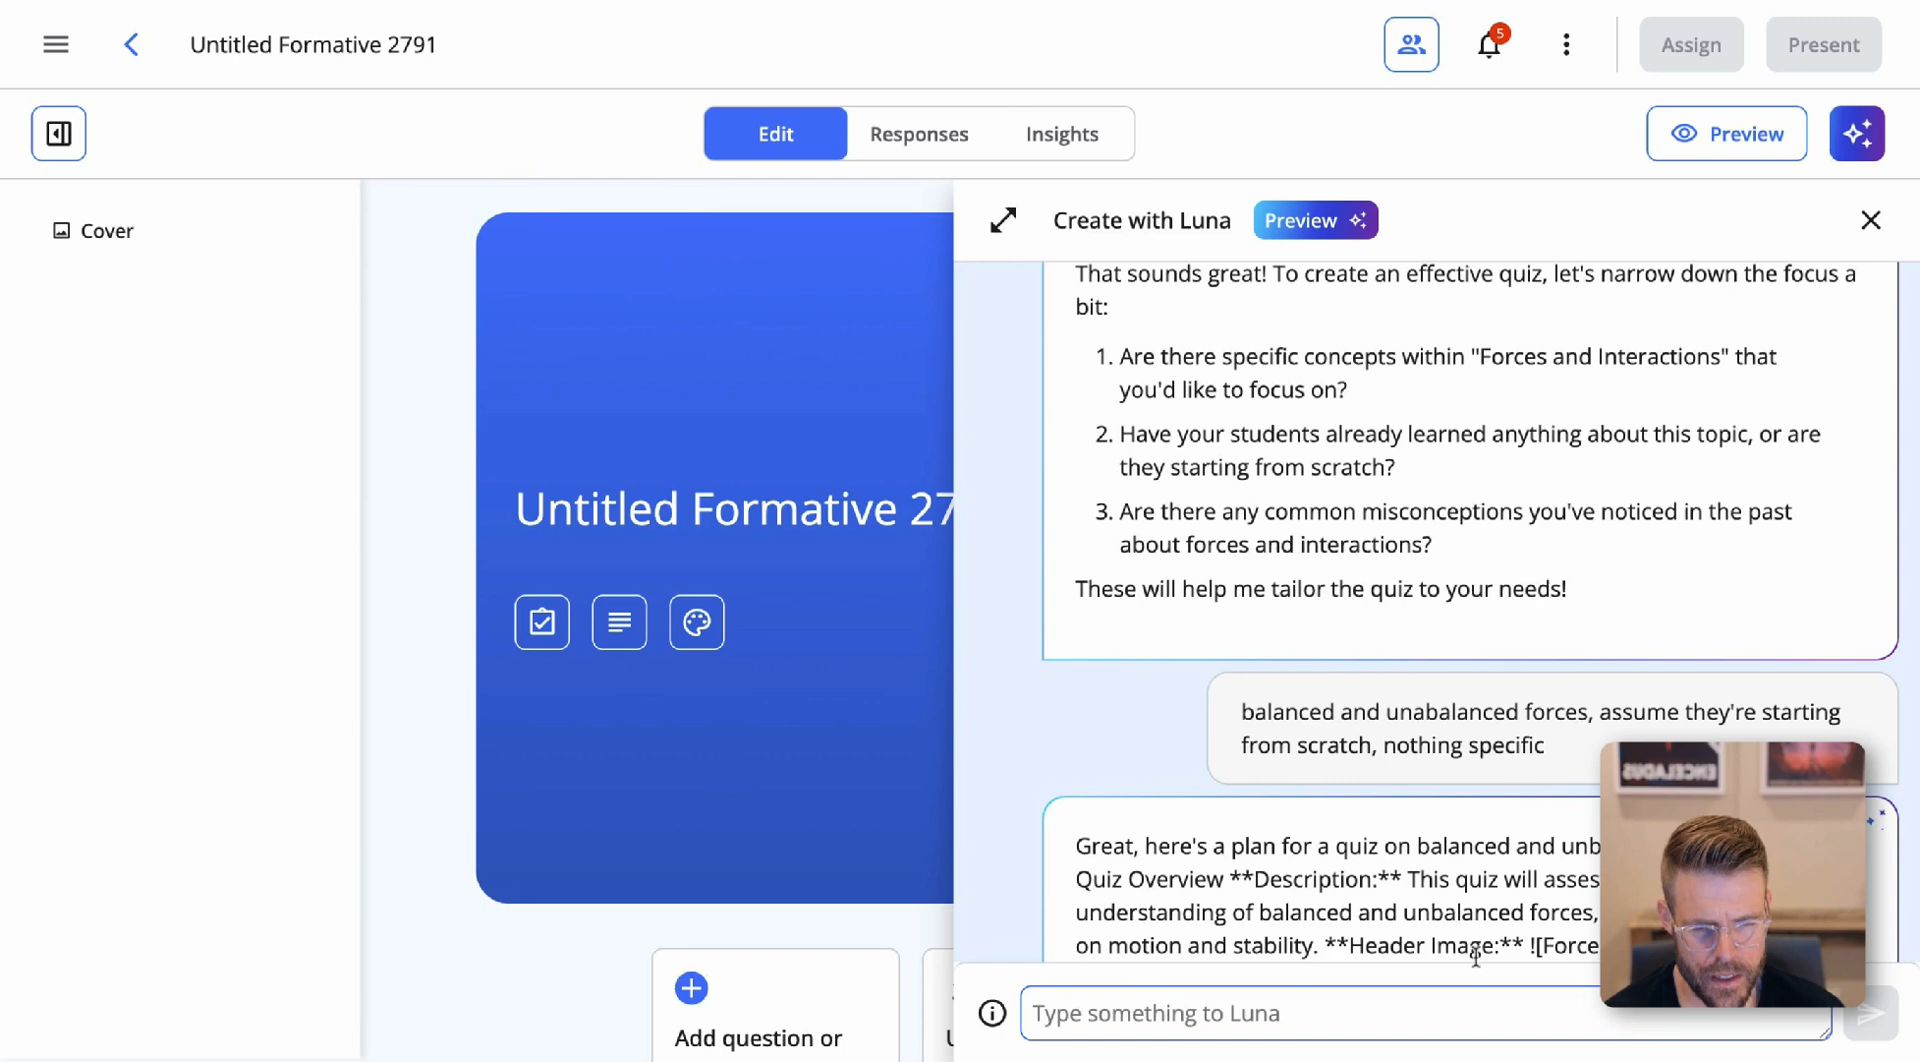 Untitled Formative 2791
5
Assign
Present
Edit
Responses
Insights
Preview
Cover
Create with Luna
Preview
That sounds great! To create an effective quiz, let's narrow down the focus a
bit:
1. Are there specific concepts within "Forces and Interactions" that
you'd like to focus on?
2. Have your students already learned anything about this topic, or are
they starting from scratch?
3. Are there any common misconceptions you've noticed in the past
about forces and interactions?
These will help me tailor the quiz to your needs!
Untitled Formative 27
balanced and unabalanced forces, assume they're starting
from scratch, nothing specific
ENCELADUS
Great, here's a plan for a quiz on balanced and unb
Quiz Overview **Description:** This quiz will asses
understanding of balanced and unbalanced forces,
on motion and stability. **Header Image:** ![Force
Add question or
Type something to Luna